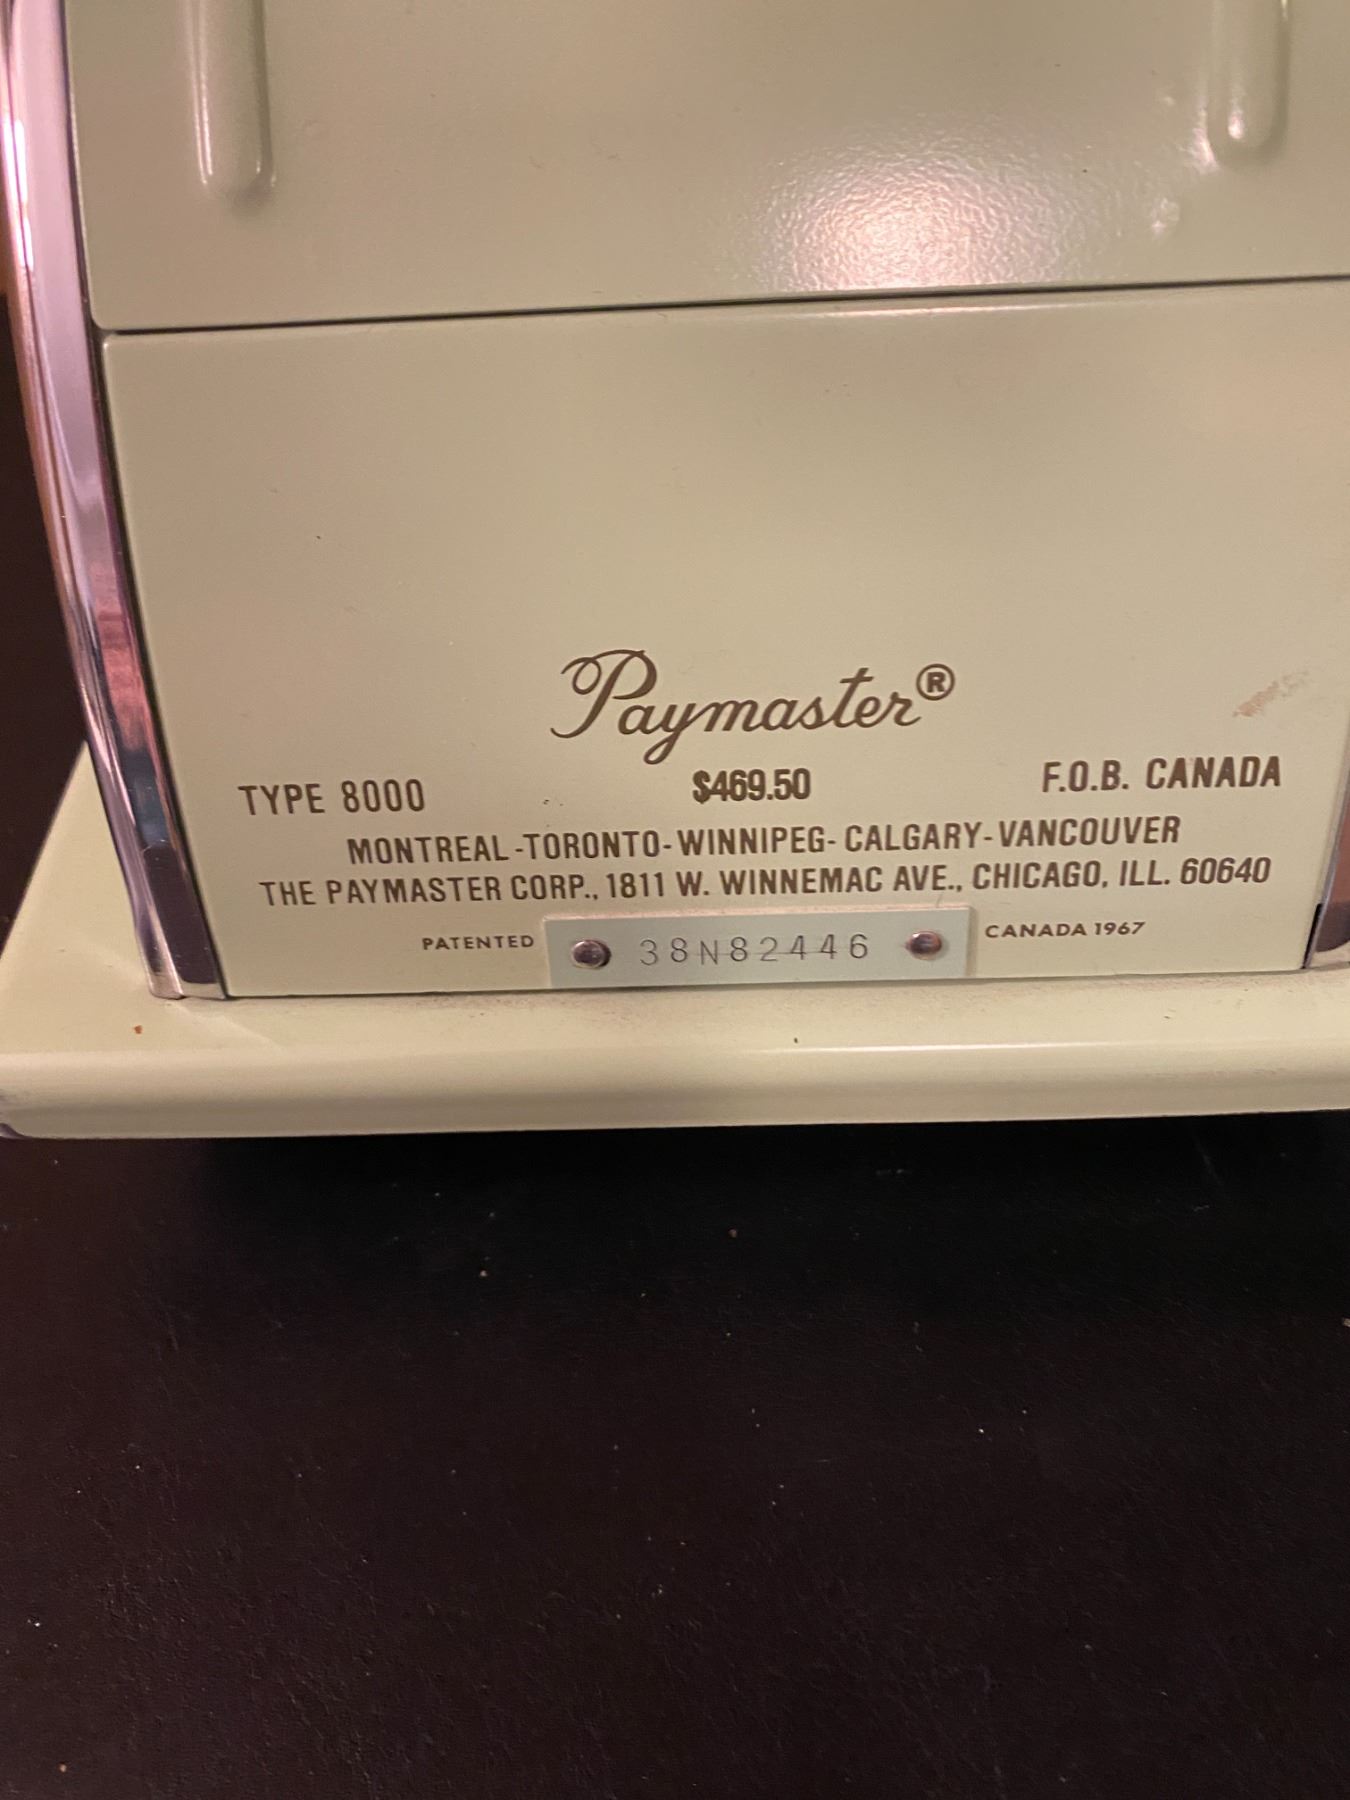 Paymaster®
TYPE 8000 $469.50 F.O.B. CANADA
MONTREAL-TORONTO-WINNIPEG-CALGARY-VANCOUVER
THE PAYMASTER CORP., 1811 W. WINNEMAC AVE., CHICAGO, ILL. 60640
PATENTED 38N82446 CANADA 1967